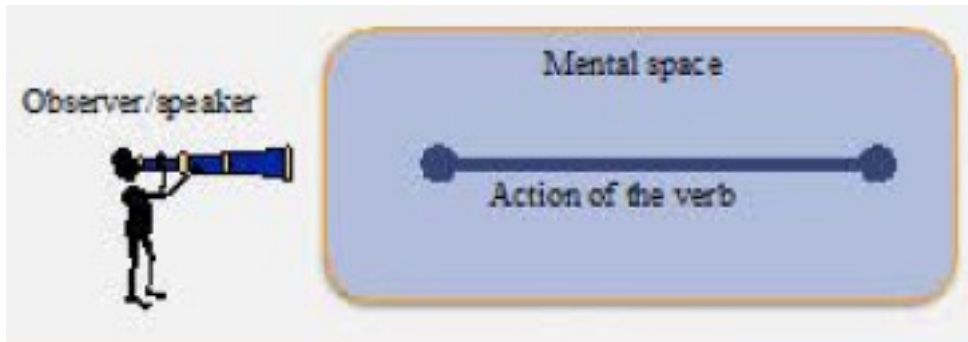 Mental space
Observer/speaker
Action of the verb